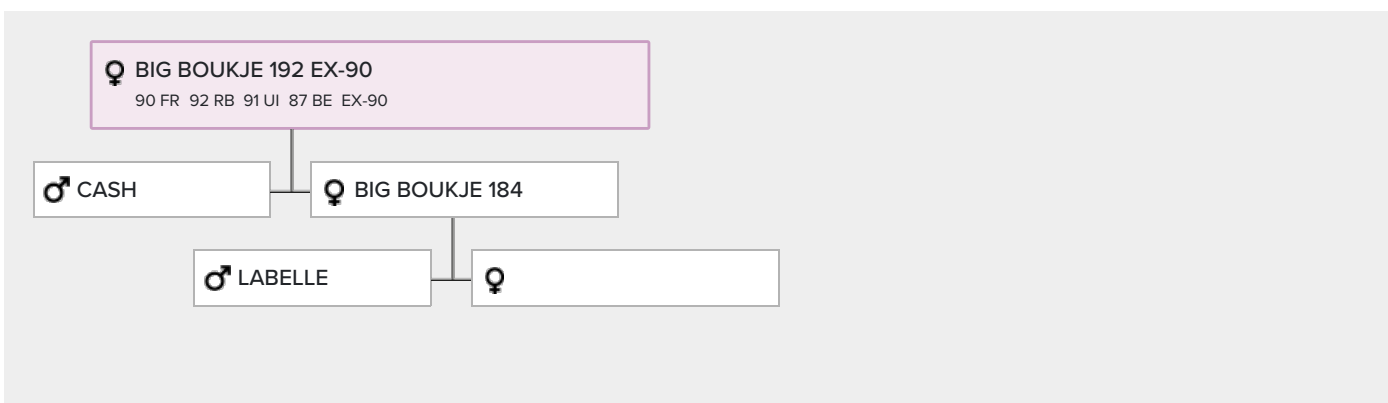 BIG BOUKJE 192 EX-90
90 FR 92 RB 91 UI 87 BE EX-90
CASH
BIG BOUKJE 184
LABELLE